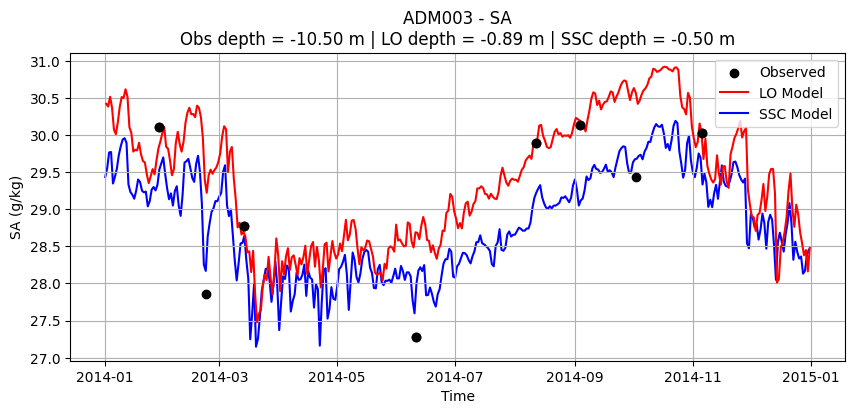 ADM003 - SA
Obs depth = -10.50 m | LO depth = -0.89 m | SSC depth = -0.50 m
31.0
30.5
30.0
29.5
29.0
28.5
28.0
27.5
27.0
SA (g/kg)
Observed
LO Model
SSC Model
2014-01
2014-03
2014-05
2014-07
2014-09
2014-11
2015-01
Time